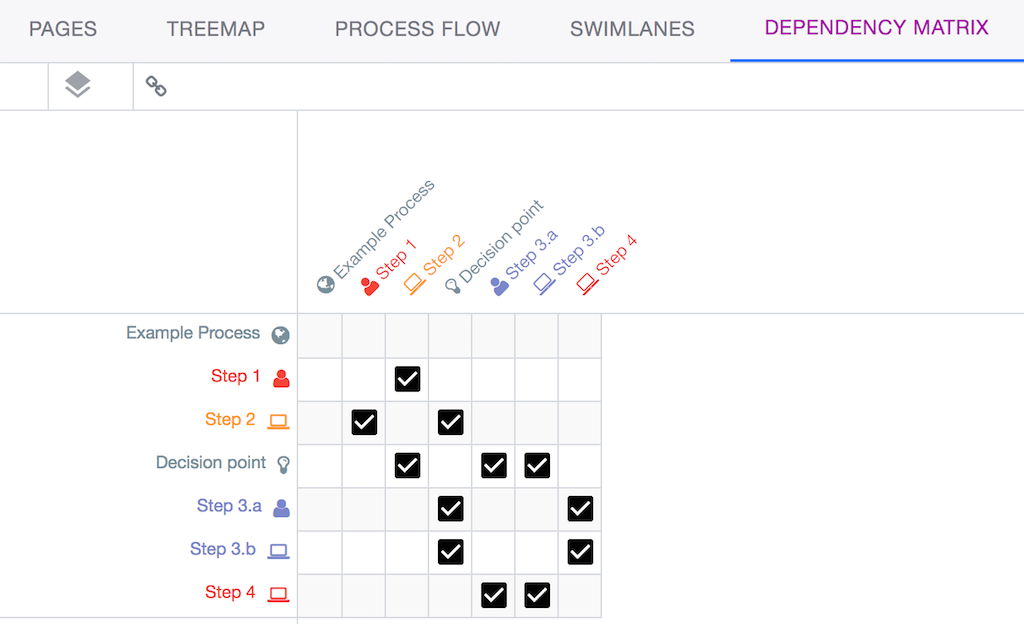 PAGES
TREEMAP
PROCESS FLOW
SWIMLANES
DEPENDENCY MATRIX
Example Process
Step 1
Step 2
Decision point
Step 3.a
Step 3.b
Step 4
Example Process
Step 1
Step 2
Decision point
Step 3.a
Step 3.b
Step 4